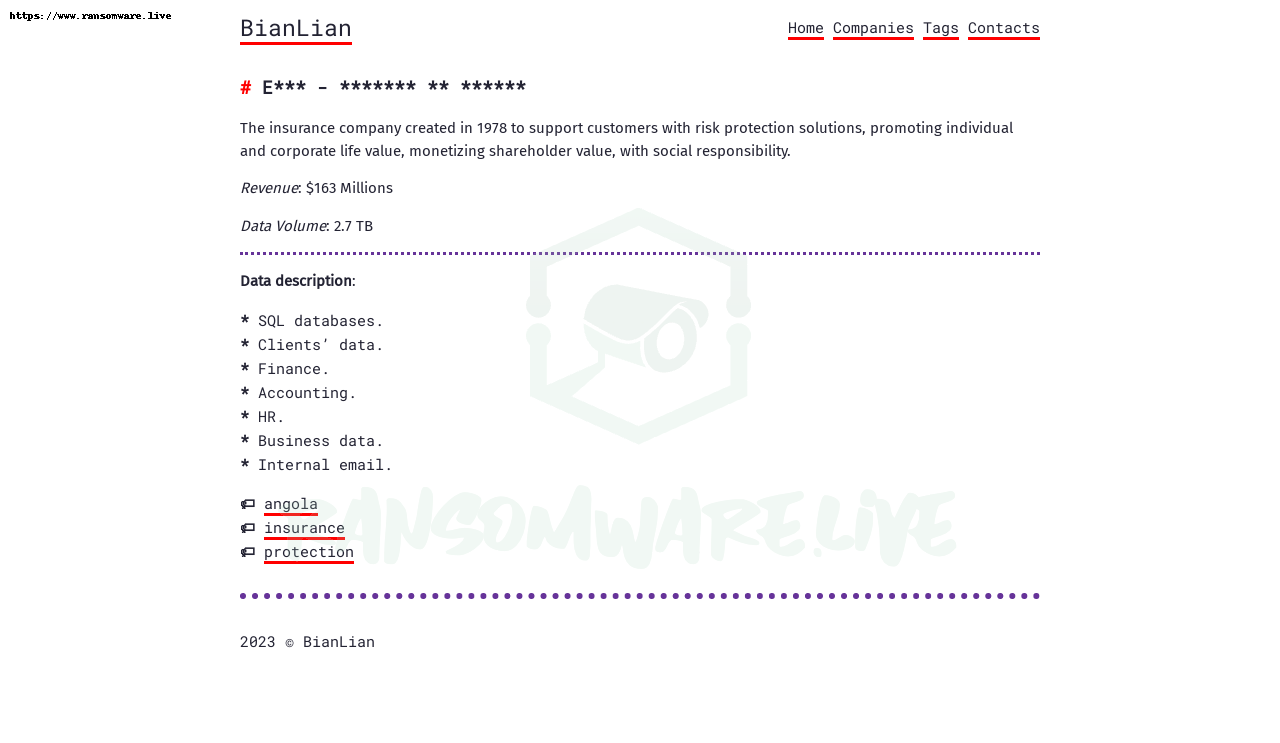 https://www.ransomware.live
BianLian
Home Companies Tags Contacts
# E*** - ******* ** ******
The insurance company created in 1978 to support customers with risk protection solutions, promoting individual
and corporate life value, monetizing shareholder value, with social responsibility.
Revenue: $163 Millions
Data Volume: 2.7 TB
Data description:
* SQL databases.
* Clients’ data.
* Finance.
* Accounting.
* HR.
* Business data.
* Internal email.
angola
insurance
protection
RANSOMWARE.LIVE
2023 © BianLian